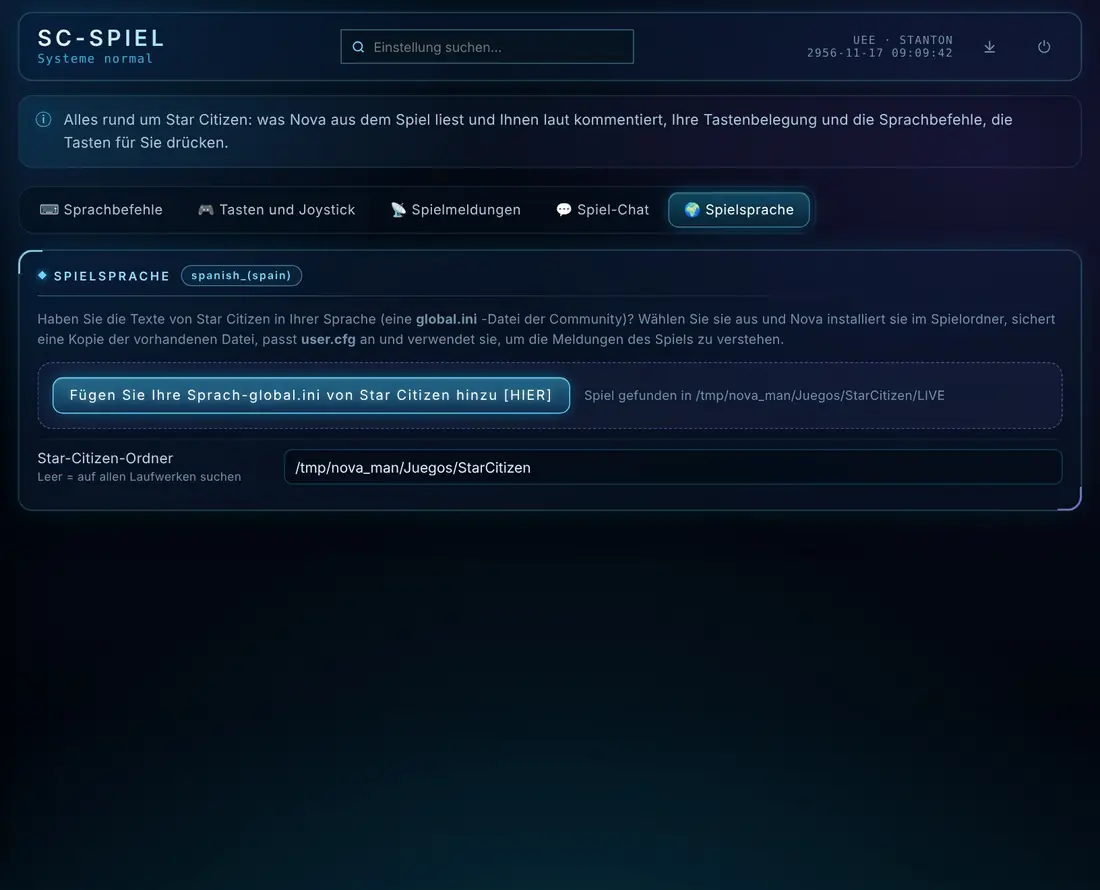 SC-SPIEL
Systeme normal
Einstellung suchen...
UEE · STANTON
2956-11-17 09:09:42
Alles rund um Star Citizen: was Nova aus dem Spiel liest und Ihnen laut kommentiert, Ihre Tastenbelegung und die Sprachbefehle, die
Tasten für Sie drücken.
Sprachbefehle
Tasten und Joystick
Spielmeldungen
Spiel-Chat
Spielsprache
SPIELSPRACHE
spanish_(spain)
Haben Sie die Texte von Star Citizen in Ihrer Sprache (eine global.ini -Datei der Community)? Wählen Sie sie aus und Nova installiert sie im Spielordner, sichert
eine Kopie der vorhandenen Datei, passt user.cfg an und verwendet sie, um die Meldungen des Spiels zu verstehen.
Fügen Sie Ihre Sprach-global.ini von Star Citizen hinzu [HIER]
Spiel gefunden in /tmp/nova_man/Juegos/StarCitizen/LIVE
Star-Citizen-Ordner
Leer = auf allen Laufwerken suchen
/tmp/nova_man/Juegos/StarCitizen